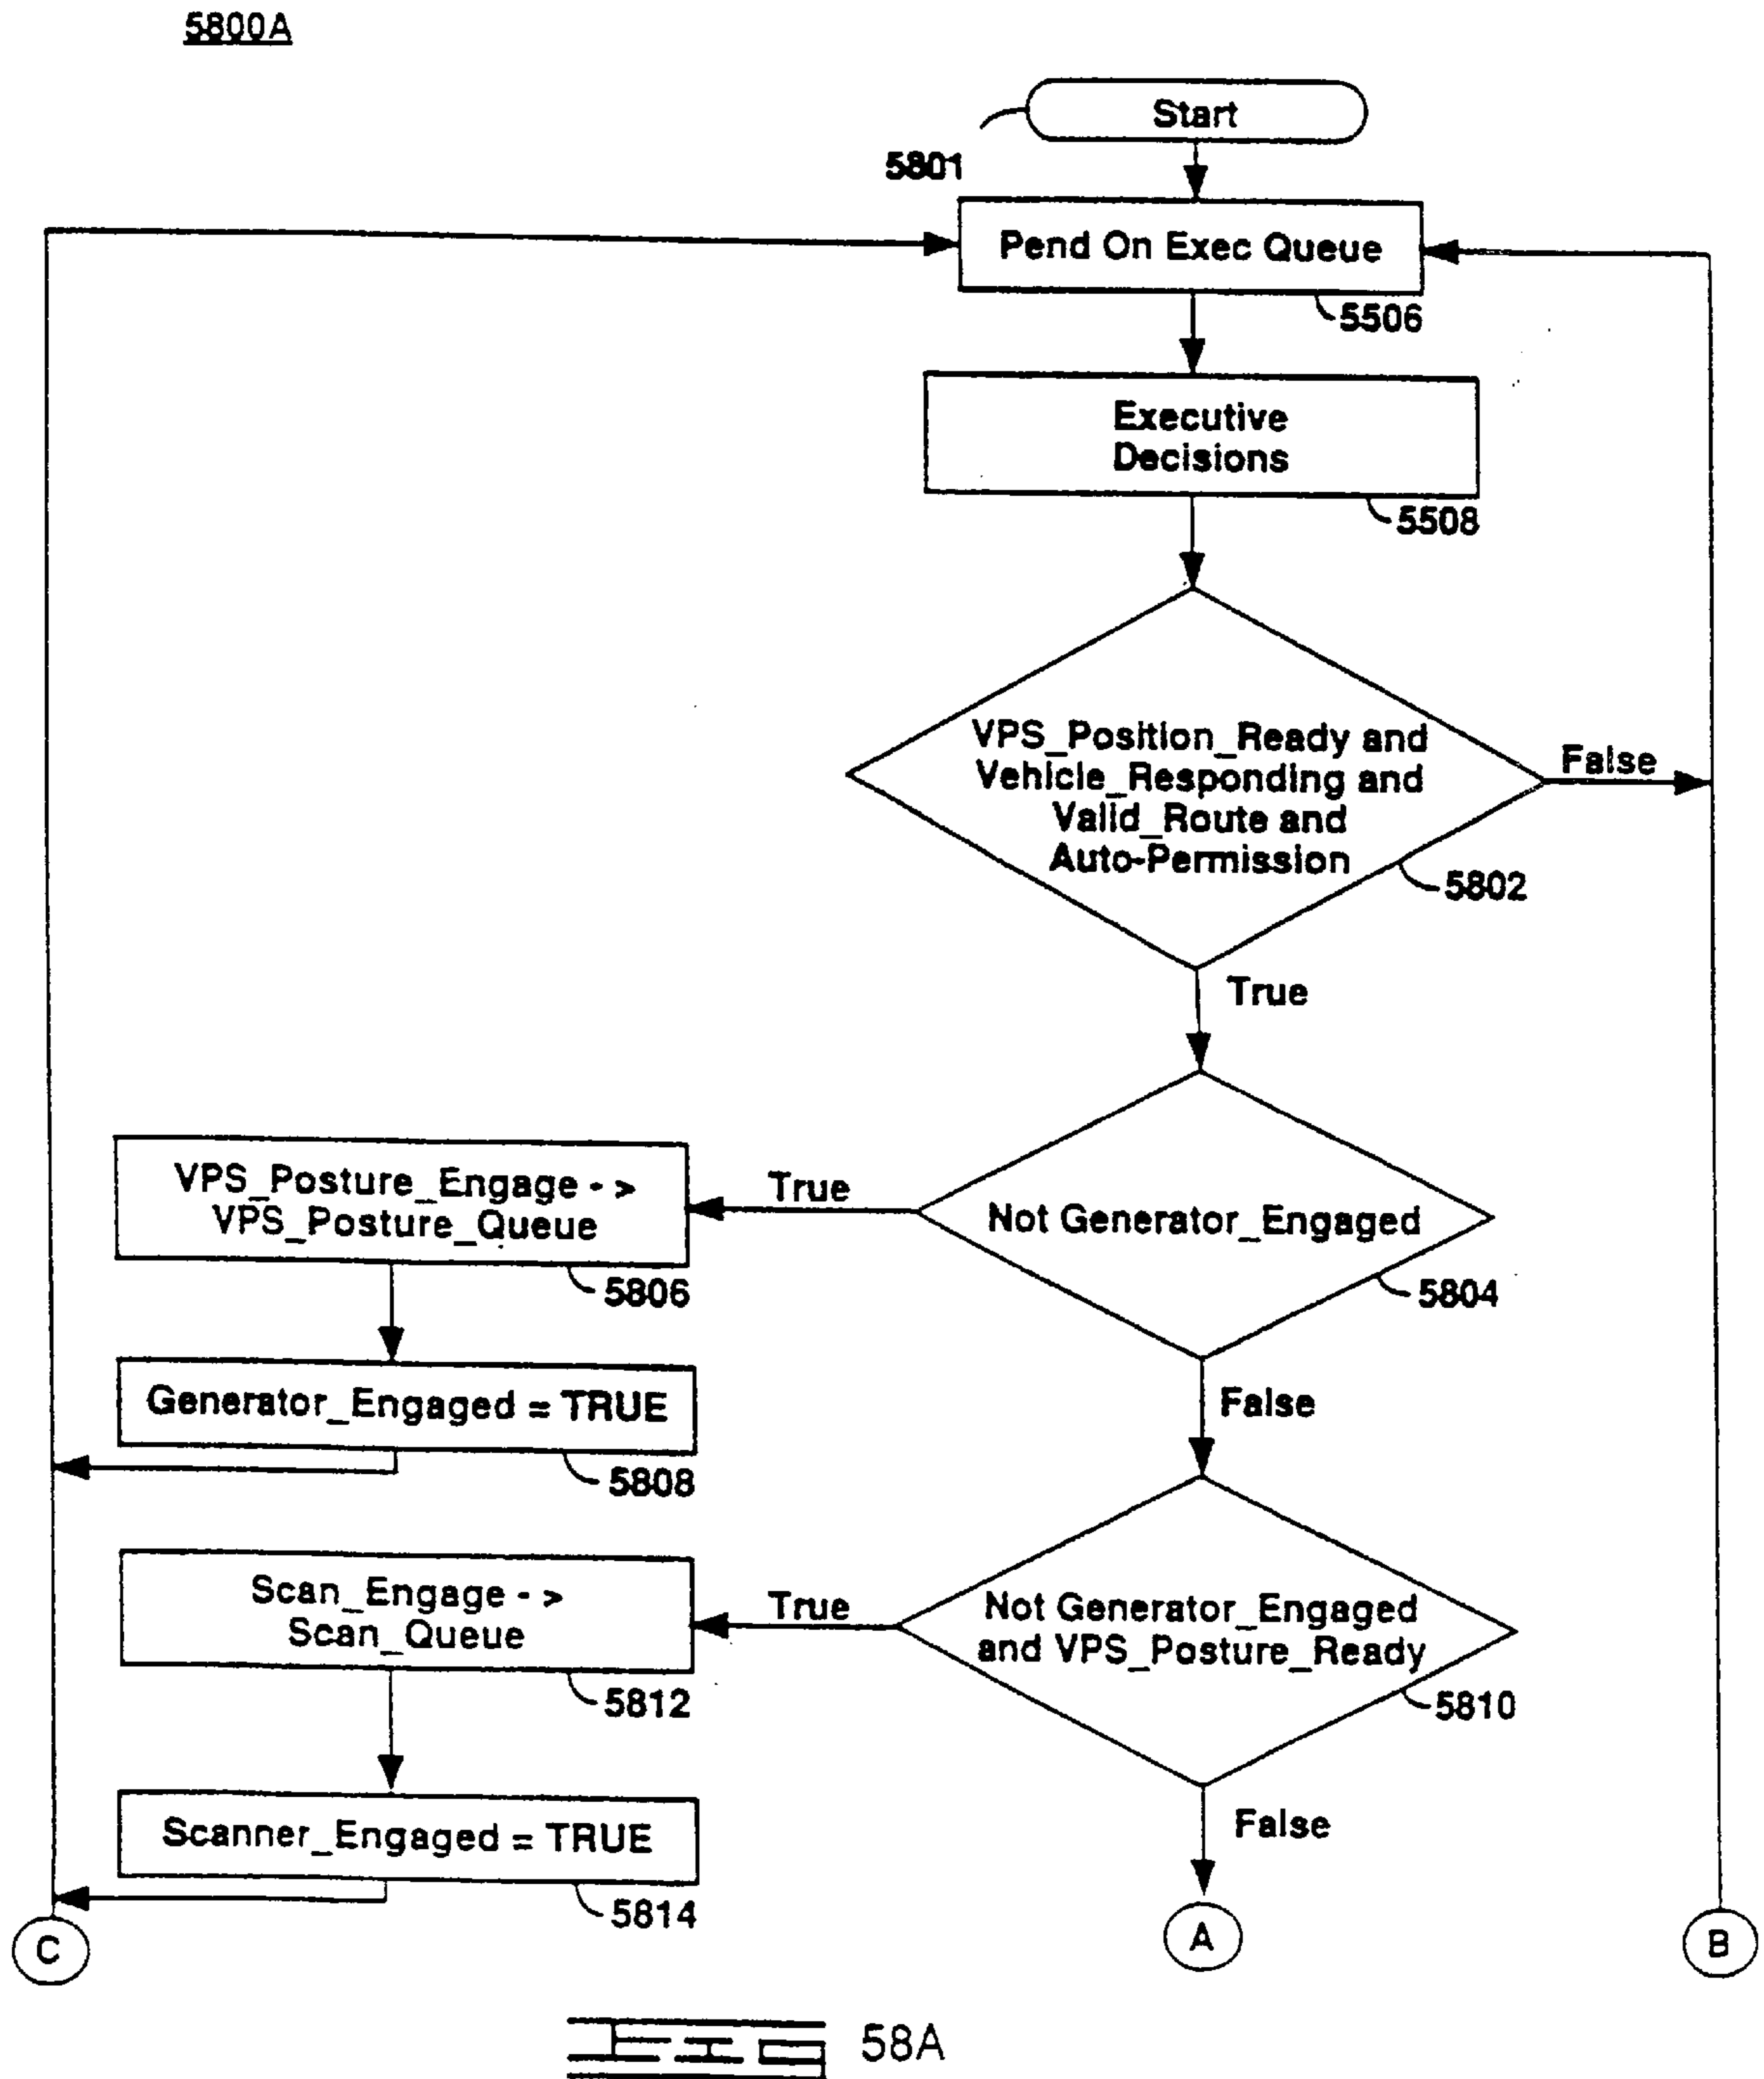 5800A
Start
5801
Pend On Exec Queue
5506
Executive
Decisions
5508
VPS_Position_Ready and
Vehicle_Responding and
Valid_Route and
Auto-Permission
False
5802
True
VPS_Posture_Engage - >
VPS_Posture_Queue
True
Not Generator_Engaged
5806
5804
Generator_Engaged = TRUE
False
5808
Scan_Engage - >
Scan_Queue
True
Not Generator_Engaged
and VPS_Posture_Ready
5812
5810
Scanner_Engaged = TRUE
False
5814
C
A
B
FIG 58A